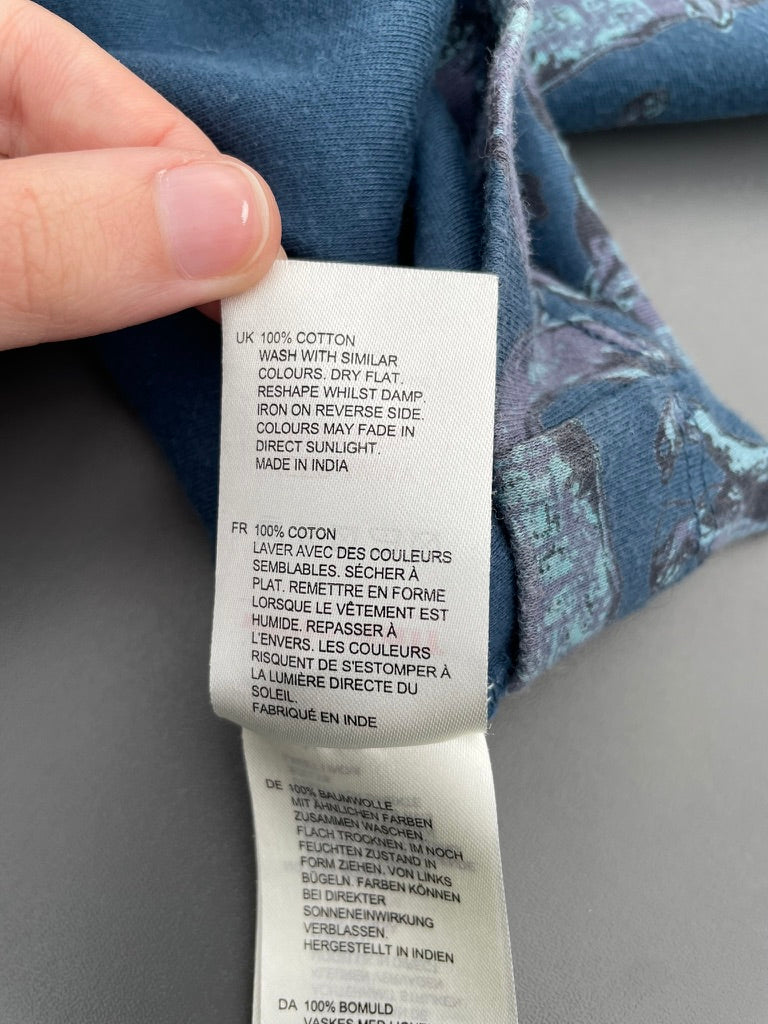 UK 100% COTTON
WASH WITH SIMILAR
COLOURS. DRY FLAT.
RESHAPE WHILST DAMP.
IRON ON REVERSE SIDE.
COLOURS MAY FADE IN
DIRECT SUNLIGHT.
MADE IN INDIA
FR 100% COTON
LAVER AVEC DES COULEURS
SEMBLABLES. SÉCHER À
PLAT. REMETTRE EN FORME
LORSQUE LE VÊTEMENT EST
HUMIDE. REPASSER À
L'ENVERS. LES COULEURS
RISQUENT DE S'ESTOMPER À
LA LUMIÈRE DIRECTE DU
SOLEIL.
FABRIQUÉ EN INDE
DE 100% BAUMWOLLE.
MIT ÄHNLICHEN FARBEN
ZUSAMMEN WASCHEN.
FLACH TROCKNEN. IM NOCH
FEUCHTEN ZUSTAND IN
FORM ZIEHEN. VON LINKS
BÜGELN. FARBEN KÖNNEN
BEI DIREKTER
SONNENEINWIRKUNG
VERBLASSEN.
HERGESTELLT IN INDIEN
DA 100% BOMULD
VASKES MED